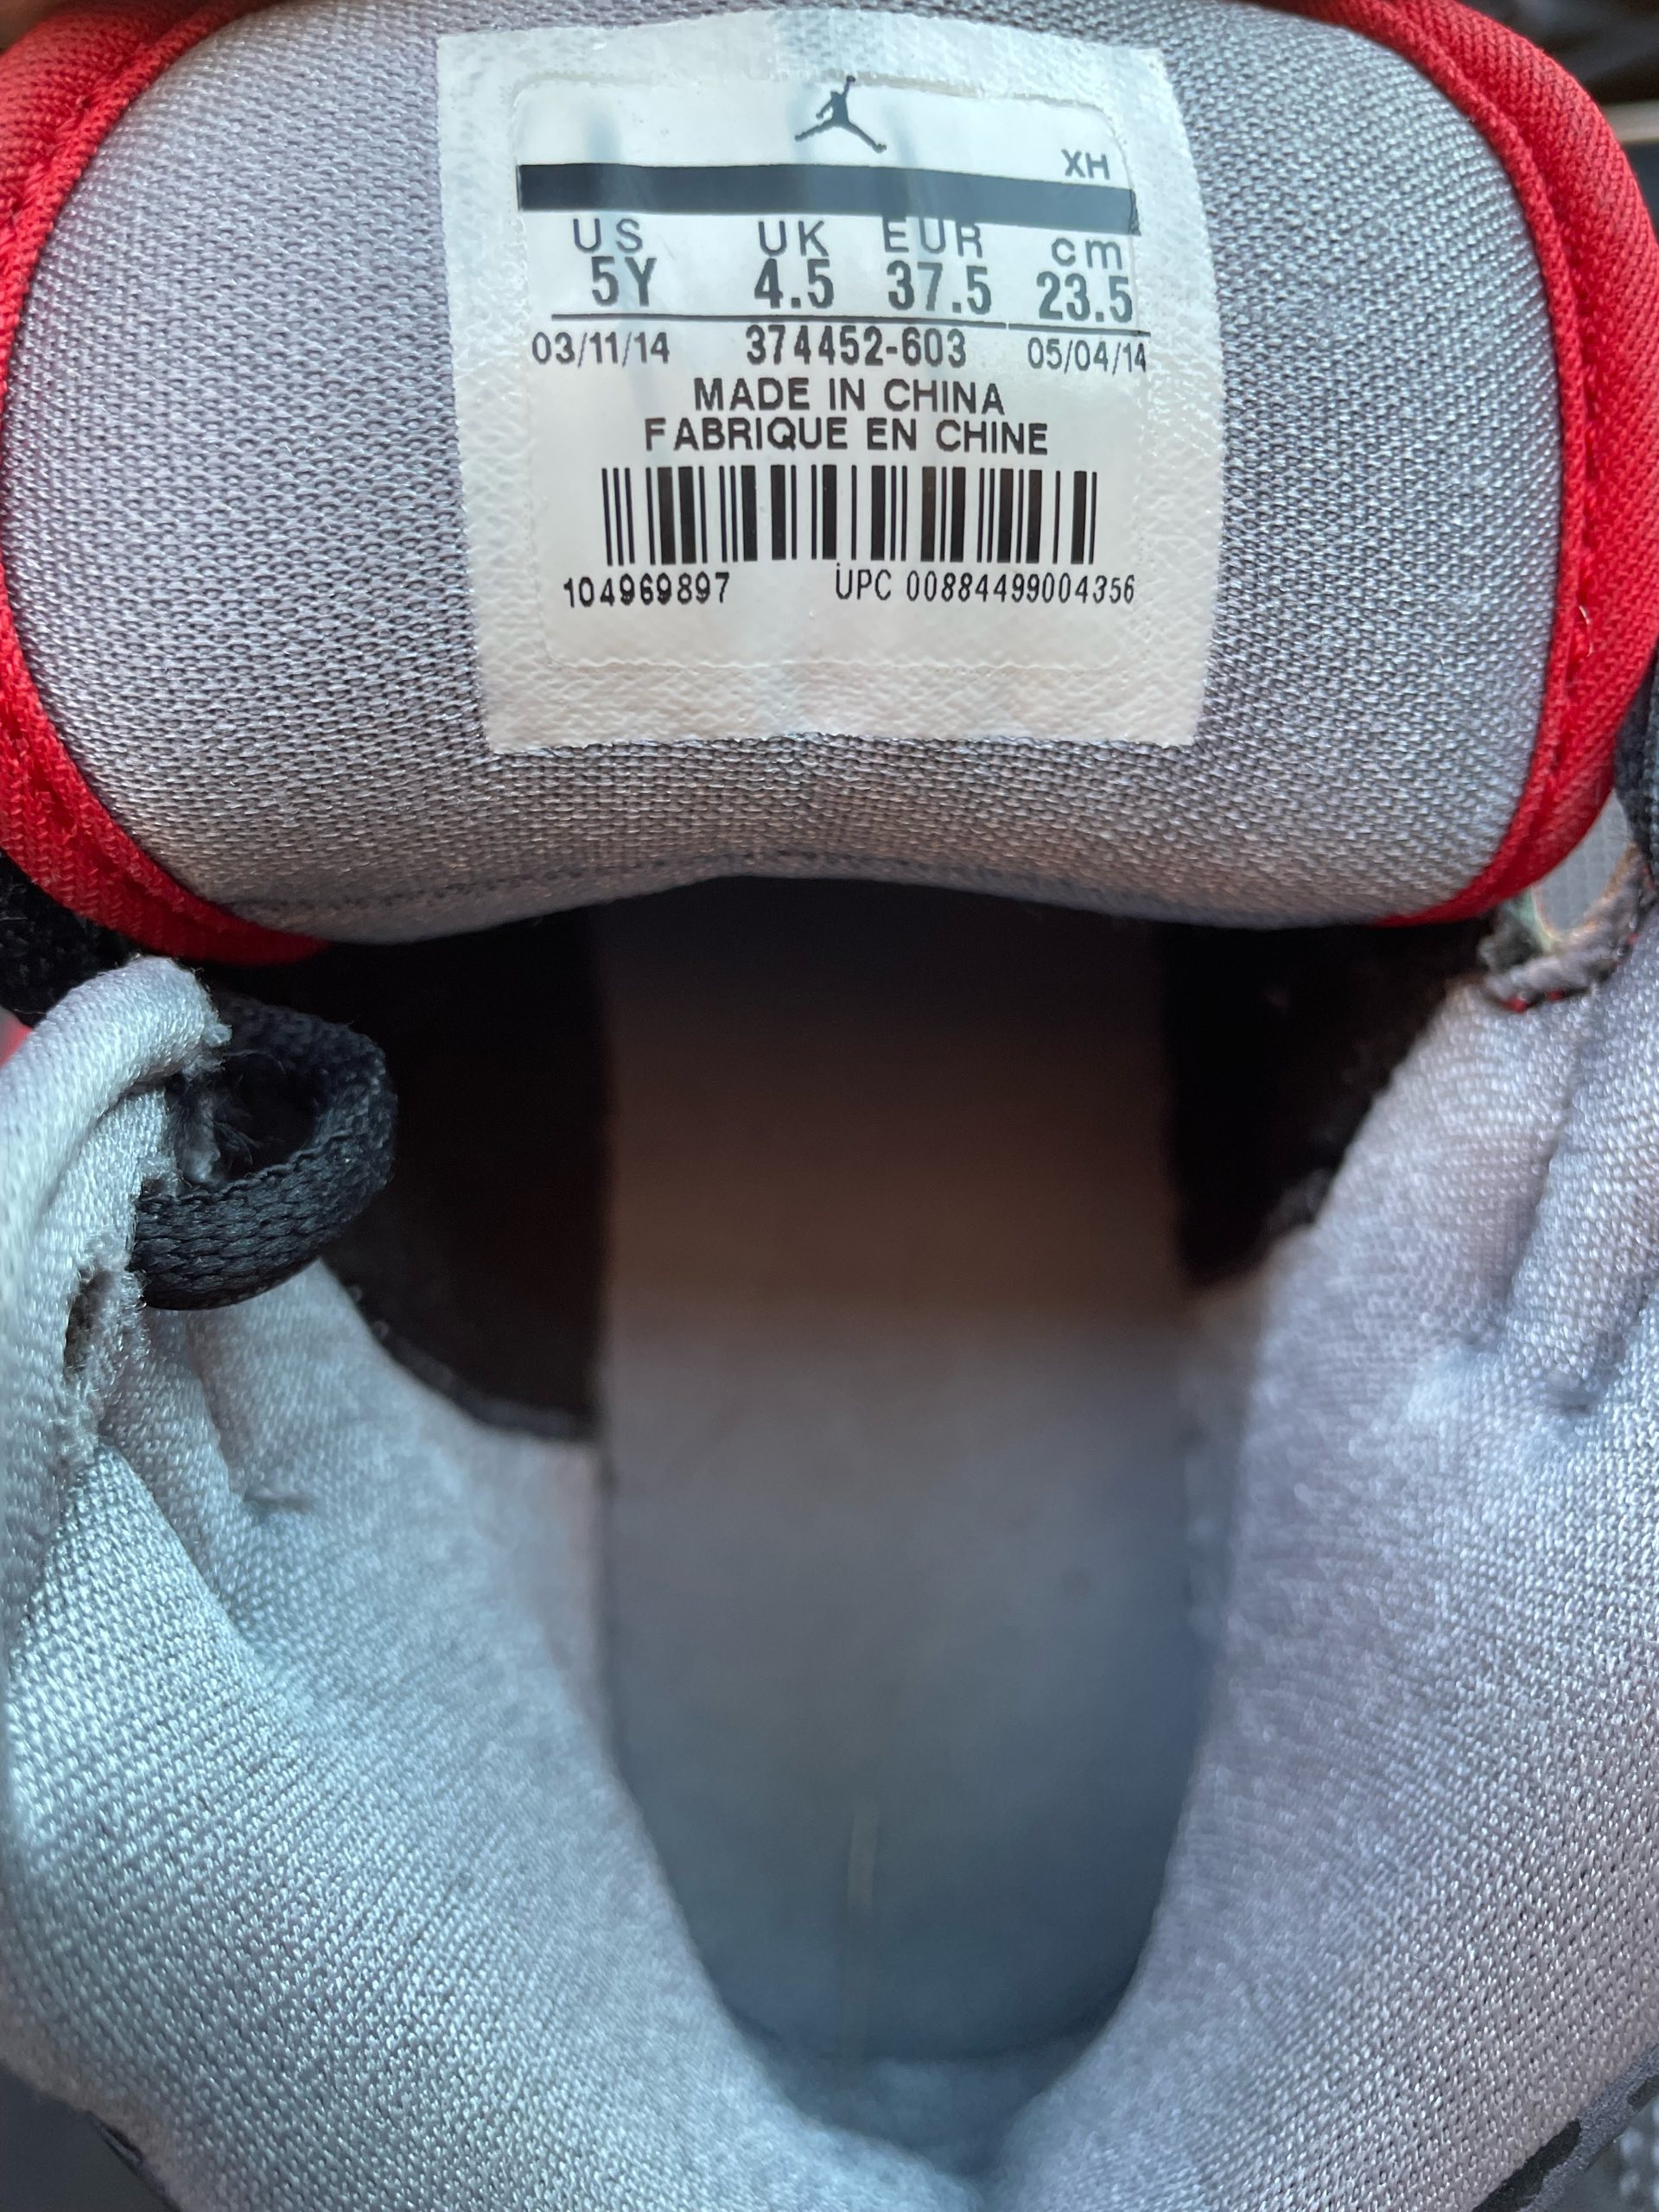 XH
US UK EUR cm
5Y 4.5 37.5 23.5
03/11/14 374452-603 05/04/14
MADE IN CHINA
FABRIQUE EN CHINE
104969897 UPC 00884499004356